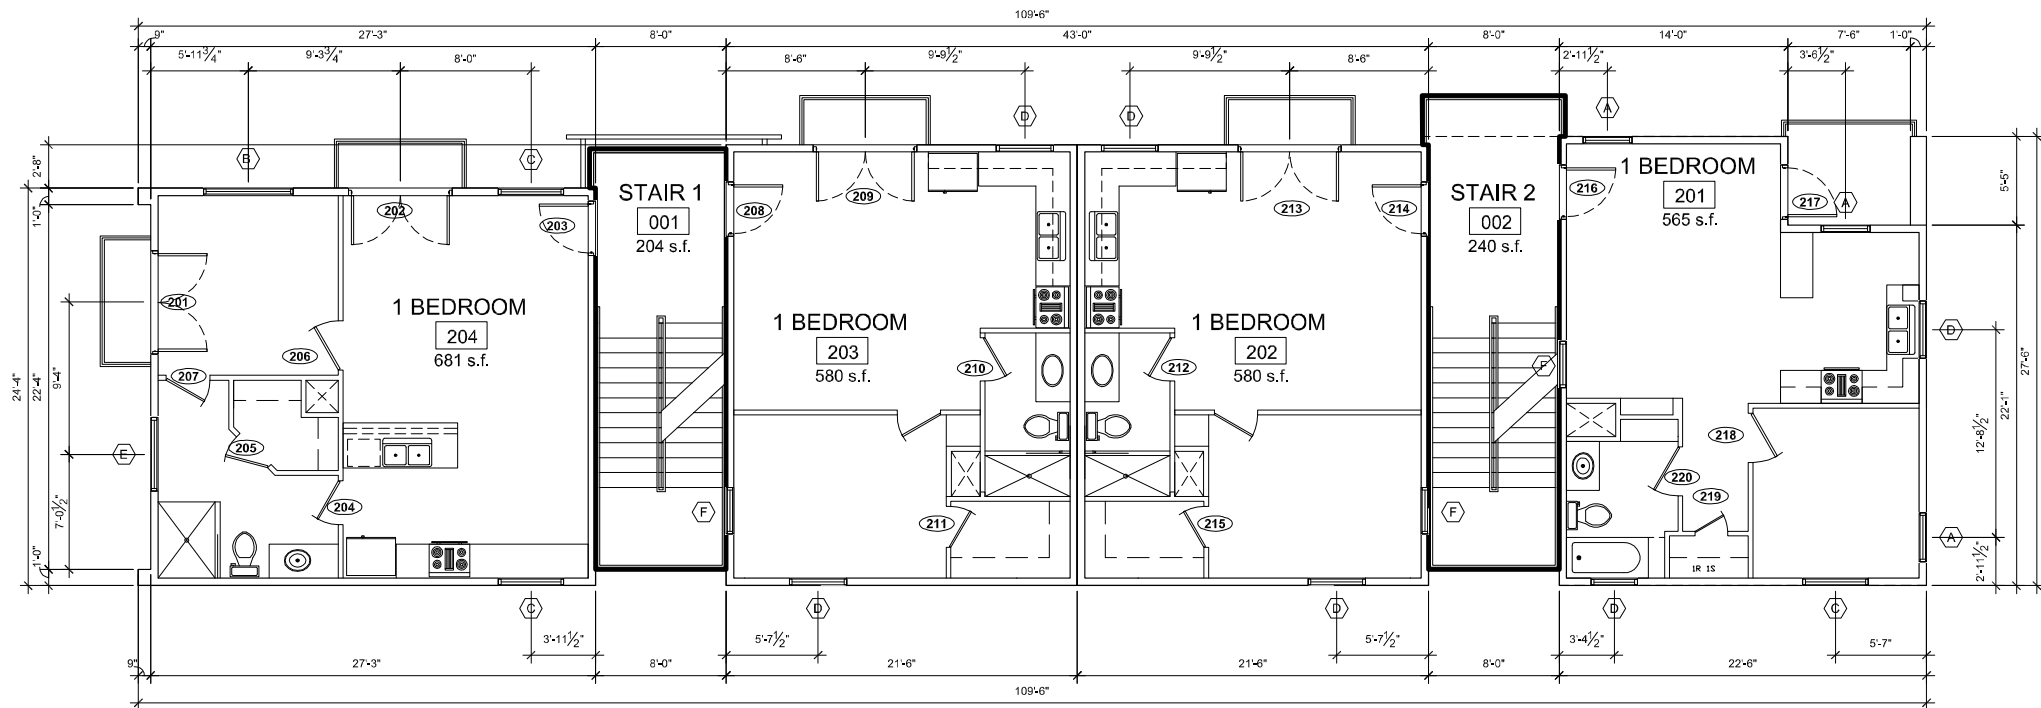 109'-6"
9" 27'-3" 8'-0" 43'-0" 8'-0" 14'-0" 7'-6" 1'-0"
5'-11¾" 9'-3¾" 8'-0" 8'-6" 9'-9½" 9'-9½" 8'-6" 2'-11½" 3'-6½"
A
D D
B C
2'-8"
1 BEDROOM
201
565 s.f.
STAIR 1
001
204 s.f.
STAIR 2
002
240 s.f.
202 203 208 209 213 214 216 217 A
1'-0"
5'-5"
201
1 BEDROOM
204
681 s.f.
1 BEDROOM
203
580 s.f.
1 BEDROOM
202
580 s.f.
D
206
207
210 212
F
24'-4"
22'-4"
9'-4"
27'-6"
22'-1"
12'-8½"
E
205
218
220
219
204
F
F
211 215
A
7'-0½"
1'-0"
2'-11½"
1R 1S
C D D D C
3'-11½" 5'-7½" 5'-7½" 3'-4½" 5'-7"
9" 27'-3" 8'-0" 21'-6" 21'-6" 8'-0" 22'-6"
109'-6"